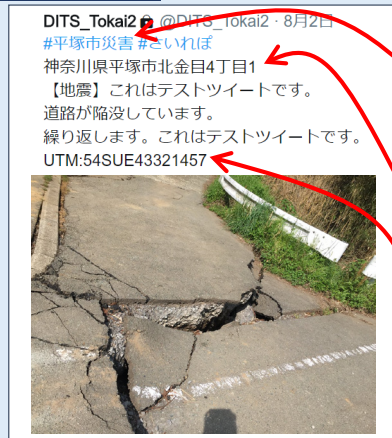 DITS_Tokai2 @DITS_Tokai2 · 8月2日
#平塚市災害 #さいれぽ
神奈川県平塚市北金目4丁目1
【地震】これはテストツイートです。
道路が陥没しています。
繰り返します。これはテストツイートです。
UTM:54SUE43321457